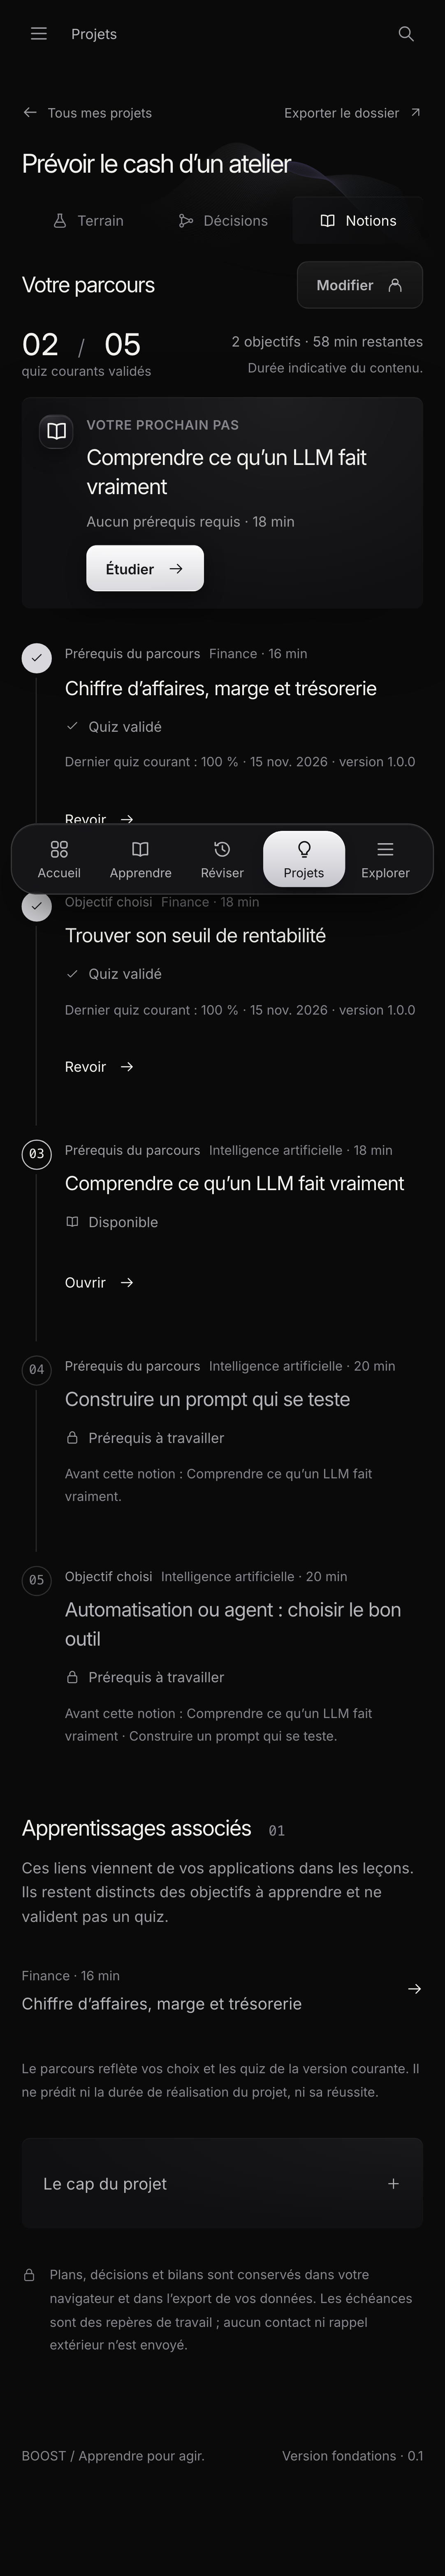 Projets
Tous mes projets
Exporter le dossier
Prévoir le cash d’un atelier
Terrain
Décisions
Notions
Votre parcours
Modifier
02 / 05
quiz courants validés
2 objectifs · 58 min restantes
Durée indicative du contenu.
VOTRE PROCHAIN PAS
Comprendre ce qu’un LLM fait
vraiment
Aucun prérequis requis · 18 min
Étudier
Prérequis du parcours Finance · 16 min
Chiffre d’affaires, marge et trésorerie
Quiz validé
Dernier quiz courant : 100 % · 15 nov. 2026 · version 1.0.0
Revoir
Accueil
Apprendre
Réviser
Projets
Explorer
Objectif choisi Finance · 18 min
Trouver son seuil de rentabilité
Quiz validé
Dernier quiz courant : 100 % · 15 nov. 2026 · version 1.0.0
Revoir
03
Prérequis du parcours Intelligence artificielle · 18 min
Comprendre ce qu’un LLM fait vraiment
Disponible
Ouvrir
04
Prérequis du parcours Intelligence artificielle · 20 min
Construire un prompt qui se teste
Prérequis à travailler
Avant cette notion : Comprendre ce qu’un LLM fait
vraiment.
05
Objectif choisi Intelligence artificielle · 20 min
Automatisation ou agent : choisir le bon
outil
Prérequis à travailler
Avant cette notion : Comprendre ce qu’un LLM fait
vraiment · Construire un prompt qui se teste.
Apprentissages associés 01
Ces liens viennent de vos applications dans les leçons.
Ils restent distincts des objectifs à apprendre et ne
valident pas un quiz.
Finance · 16 min
Chiffre d’affaires, marge et trésorerie
Le parcours reflète vos choix et les quiz de la version courante. Il
ne prédit ni la durée de réalisation du projet, ni sa réussite.
Le cap du projet
Plans, décisions et bilans sont conservés dans votre
navigateur et dans l’export de vos données. Les échéances
sont des repères de travail ; aucun contact ni rappel
extérieur n’est envoyé.
BOOST / Apprendre pour agir.
Version fondations · 0.1